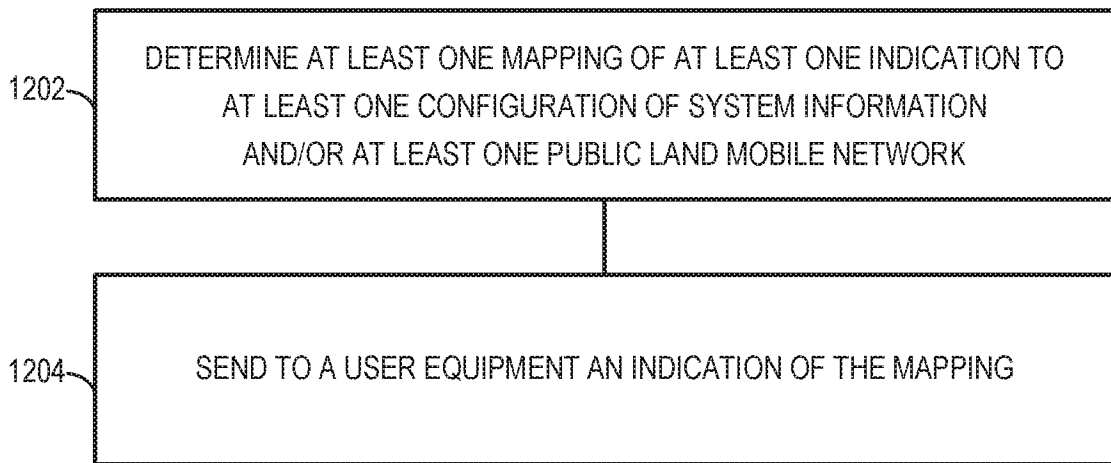 1202
DETERMINE AT LEAST ONE MAPPING OF AT LEAST ONE INDICATION TO
AT LEAST ONE CONFIGURATION OF SYSTEM INFORMATION
AND/OR AT LEAST ONE PUBLIC LAND MOBILE NETWORK
1204
SEND TO A USER EQUIPMENT AN INDICATION OF THE MAPPING